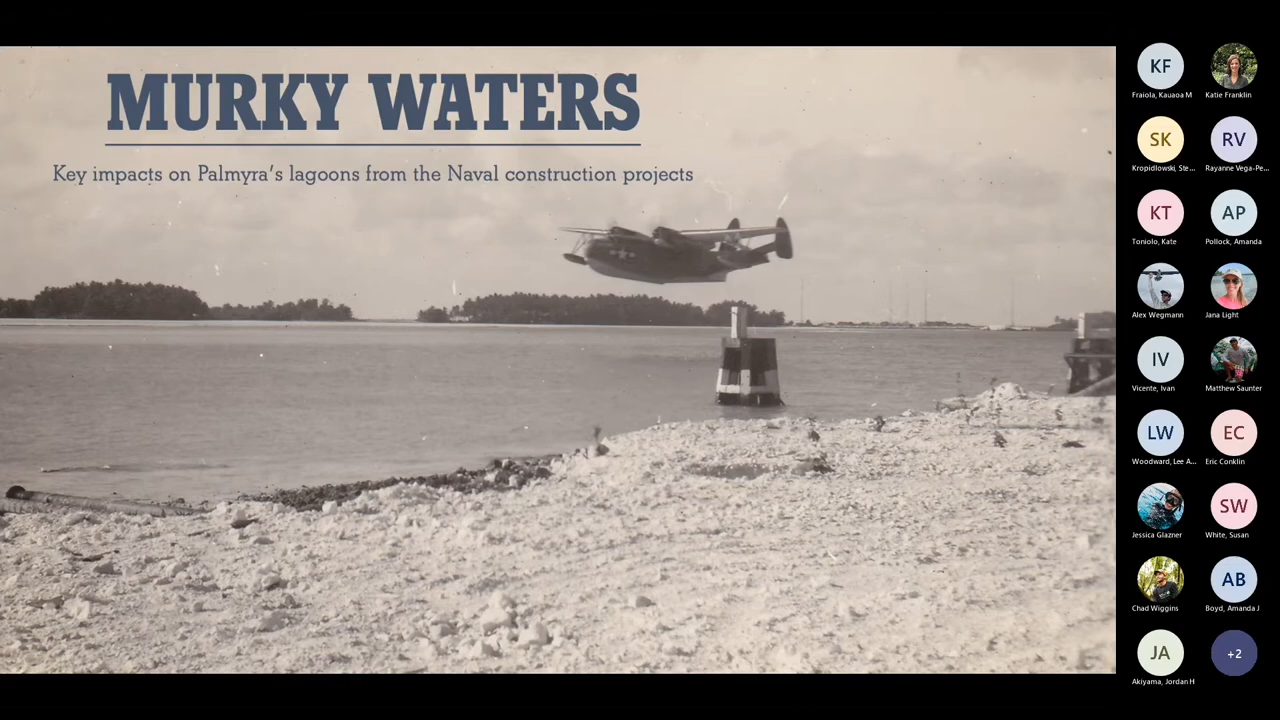 MURKY WATERS
Key impacts on Palmyra's lagoons from the Naval construction projects
KF
Fraiola, Kauaoa M
Katie Franklin
SK
Kropidlowski, Ste...
RV
Rayanne Vega-Pe...
KT
Toniolo, Kate
AP
Pollock, Amanda
Alex Wegmann
Jana Light
IV
Vicente, Ivan
Matthew Saunter
LW
Woodward, Lee A...
EC
Eric Conklin
Jessica Glazner
SW
White, Susan
Chad Wiggins
AB
Boyd, Amanda J
JA
Akiyama, Jordan H
+2